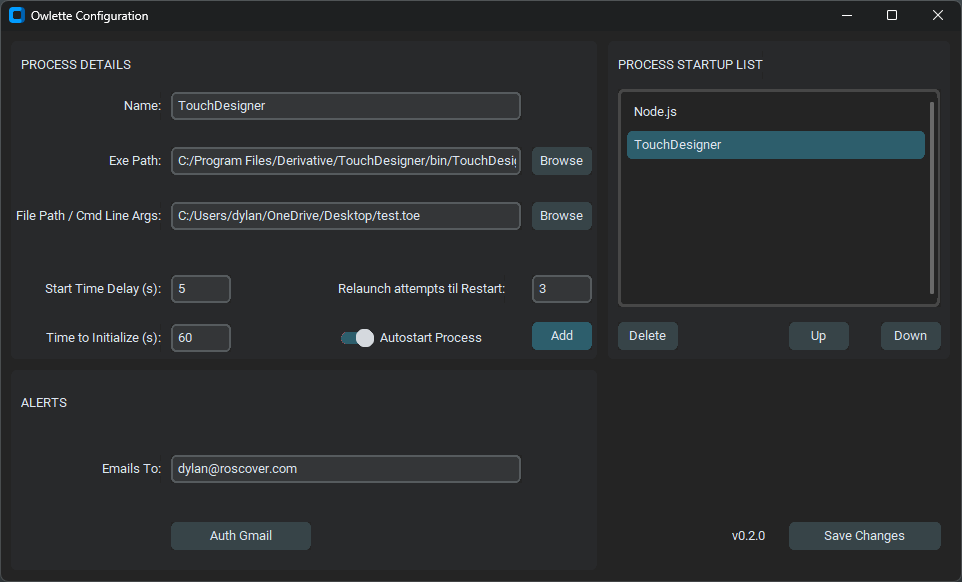 Owlette Configuration
PROCESS DETAILS
Name: TouchDesigner
Exe Path: C:/Program Files/Derivative/TouchDesigner/bin/TouchDesi Browse
File Path / Cmd Line Args: C:/Users/dylan/OneDrive/Desktop/test.toe Browse
Start Time Delay (s): 5 Relaunch attempts til Restart: 3
Time to Initialize (s): 60 Autostart Process Add
PROCESS STARTUP LIST
Node.js
TouchDesigner
Delete Up Down
ALERTS
Emails To: dylan@roscover.com
Auth Gmail
v0.2.0 Save Changes